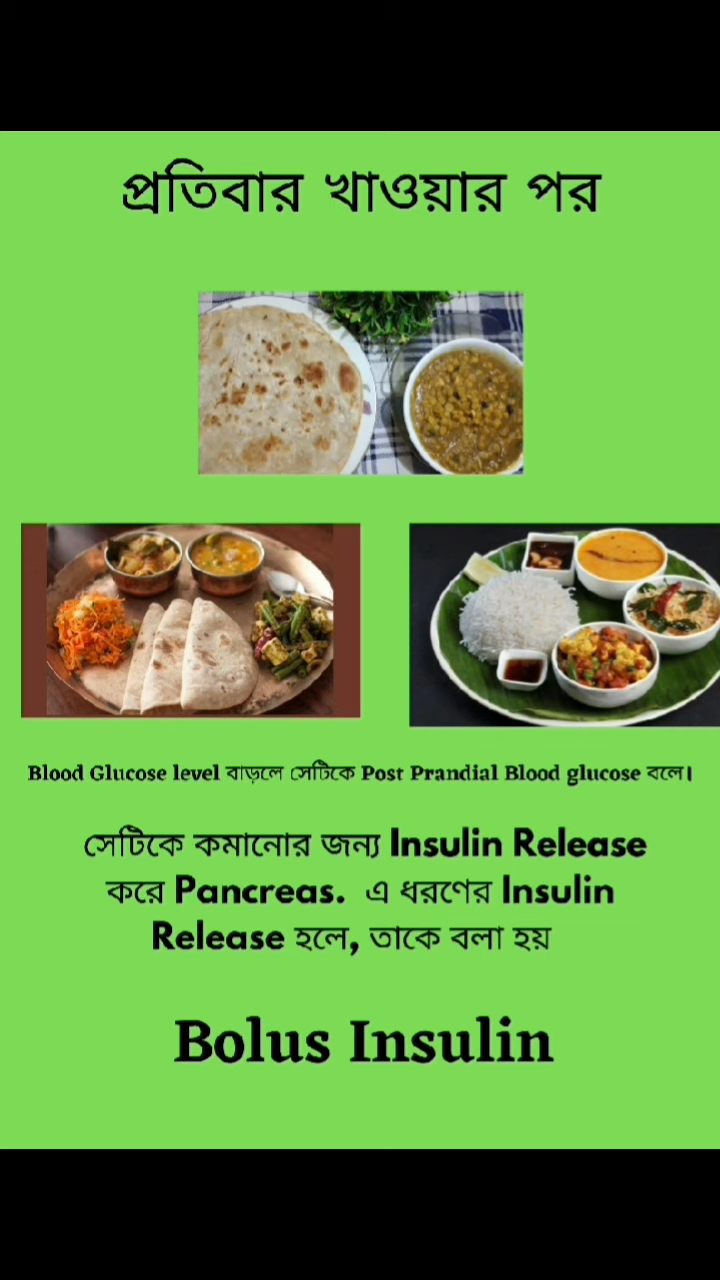 প্রতিবার খাওয়ার পর
Blood Glucose level বাড়লে সেটিকে Post Prandial Blood glucose বলে।
সেটিকে কমানোর জন্য Insulin Release
করে Pancreas. এ ধরণের Insulin
Release হলে, তাকে বলা হয়
Bolus Insulin